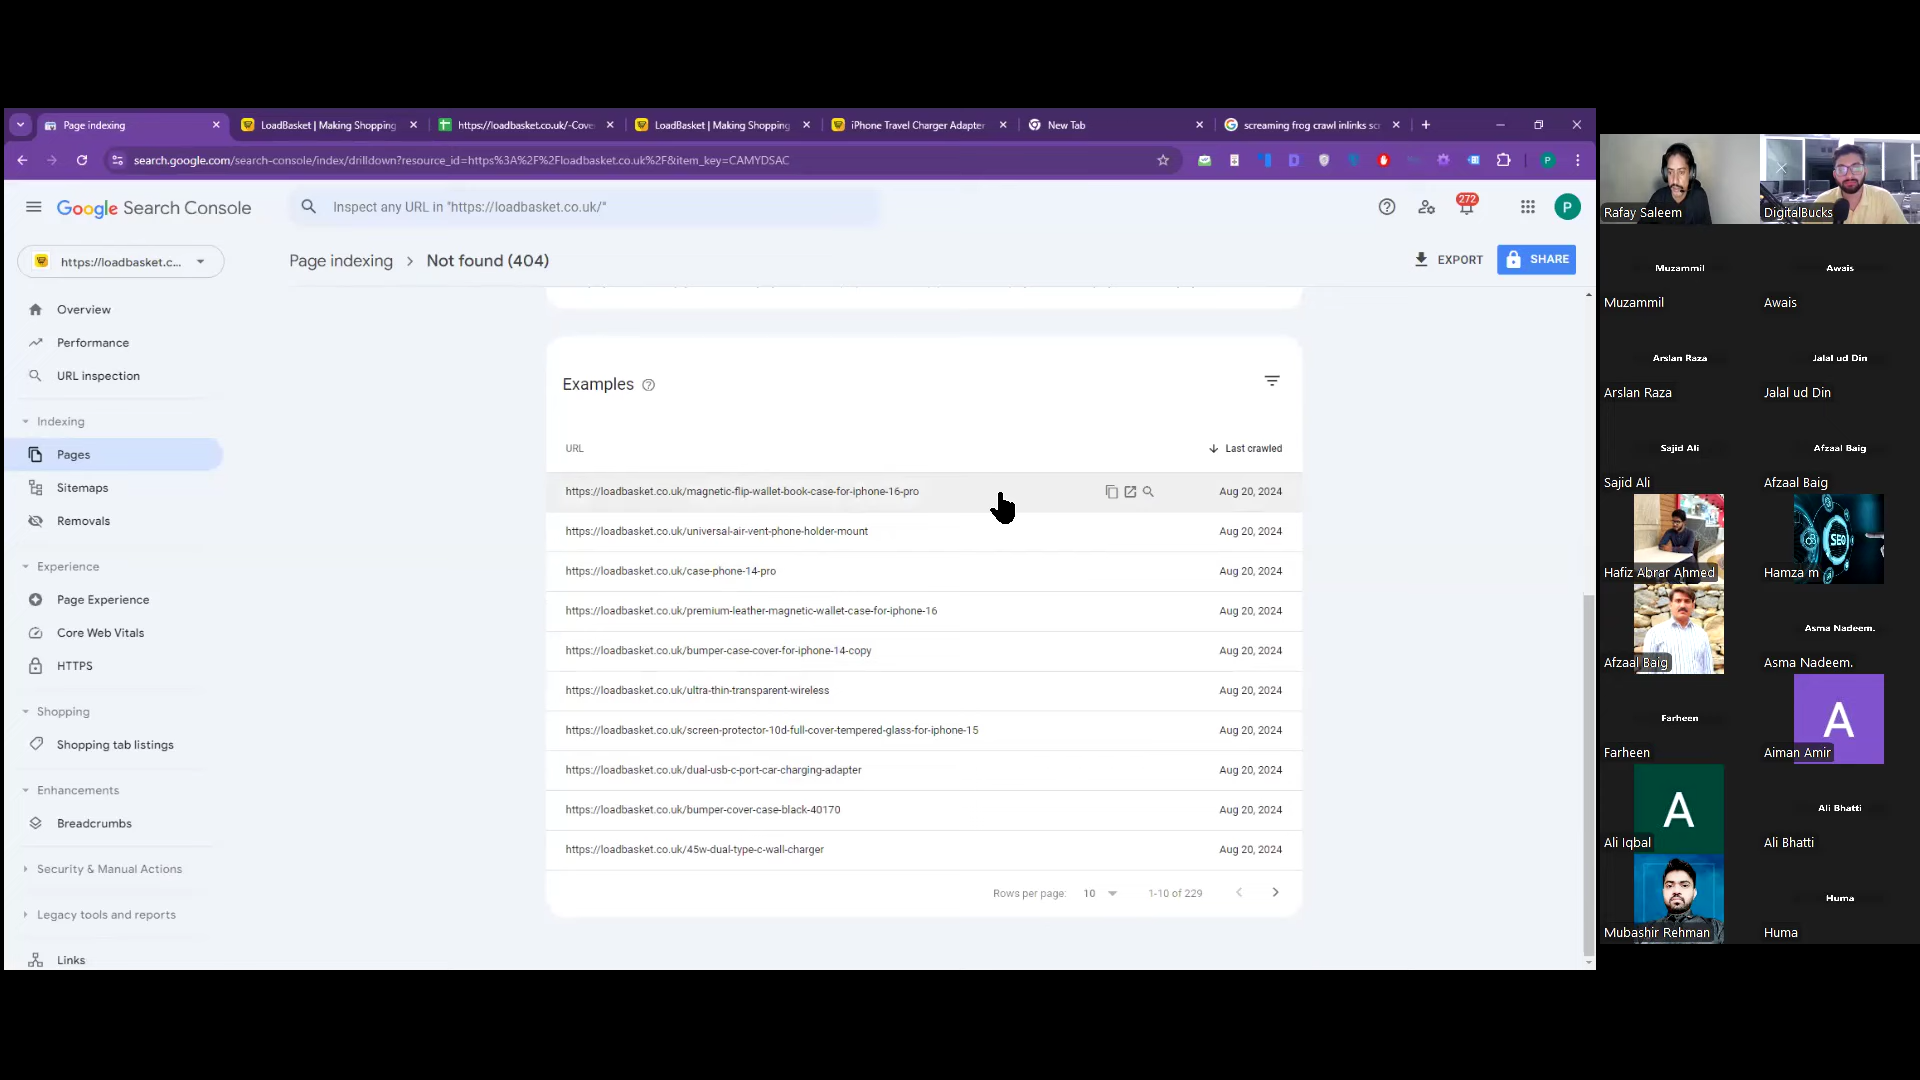 Page indexing
LoadBasket | Making Shopping
https://loadbasket.co.uk/-Cove
LoadBasket | Making Shopping
iPhone Travel Charger Adapter
New Tab
screaming frog crawl inlinks sc
search.google.com/search-console/index/drilldown?resource_id=https%3A%2F%2Floadbasket.co.uk%2F&item_key=CAMYDSAC
P
Google Search Console
Inspect any URL in "https://loadbasket.co.uk/"
272
P
https://loadbasket.c...
Page indexing > Not found (404)
EXPORT
SHARE
Overview
Performance
URL inspection
Indexing
Pages
Sitemaps
Removals
Experience
Page Experience
Core Web Vitals
HTTPS
Shopping
Shopping tab listings
Enhancements
Breadcrumbs
Security & Manual Actions
Legacy tools and reports
Links
Examples
URL
Last crawled
https://loadbasket.co.uk/magnetic-flip-wallet-book-case-for-iphone-16-pro
Aug 20, 2024
https://loadbasket.co.uk/universal-air-vent-phone-holder-mount
Aug 20, 2024
https://loadbasket.co.uk/case-phone-14-pro
Aug 20, 2024
https://loadbasket.co.uk/premium-leather-magnetic-wallet-case-for-iphone-16
Aug 20, 2024
https://loadbasket.co.uk/bumper-case-cover-for-iphone-14-copy
Aug 20, 2024
https://loadbasket.co.uk/ultra-thin-transparent-wireless
Aug 20, 2024
https://loadbasket.co.uk/screen-protector-10d-full-cover-tempered-glass-for-iphone-15
Aug 20, 2024
https://loadbasket.co.uk/dual-usb-c-port-car-charging-adapter
Aug 20, 2024
https://loadbasket.co.uk/bumper-cover-case-black-40170
Aug 20, 2024
https://loadbasket.co.uk/45w-dual-type-c-wall-charger
Aug 20, 2024
Rows per page: 10
1-10 of 229
Rafay Saleem
DigitalBucks
Muzammil
Muzammil
Awais
Awais
Arslan Raza
Arslan Raza
Jalal ud Din
Jalal ud Din
Sajid Ali
Sajid Ali
Afzaal Baig
Afzaal Baig
Hafiz Abrar Ahmed
SEO
Hamza m
Afzaal Baig
Asma Nadeem.
Asma Nadeem.
Farheen
Farheen
A
Aiman Amir
A
Ali Iqbal
Ali Bhatti
Ali Bhatti
Mubashir Rehman
Huma
Huma